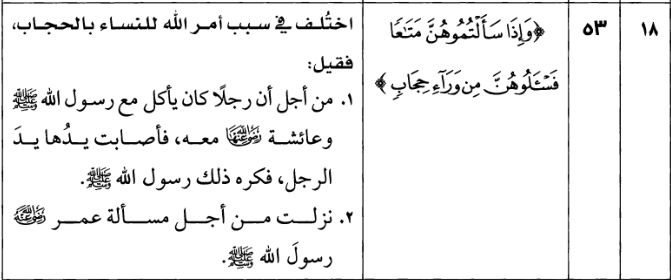 ١٨
٥٣
﴿وَإِذَا سَأَلْتُمُوهُنَّ مَتَٰعًا
فَسْـَٔلُوهُنَّ مِن وَرَآءِ حِجَابٍ﴾
اختُلف في سبب أمر الله للنساء بالحجاب،
فقيل:
١. من أجل أن رجلًا كان يأكل مع رسول الله ﷺ
وعائشة رضي الله عنها معه، فأصابت يدُها يدَ
الرجل، فكره ذلك رسول الله ﷺ.
٢. نزلت من أجل مسألة عمر رضي الله عنه
رسولَ الله ﷺ.